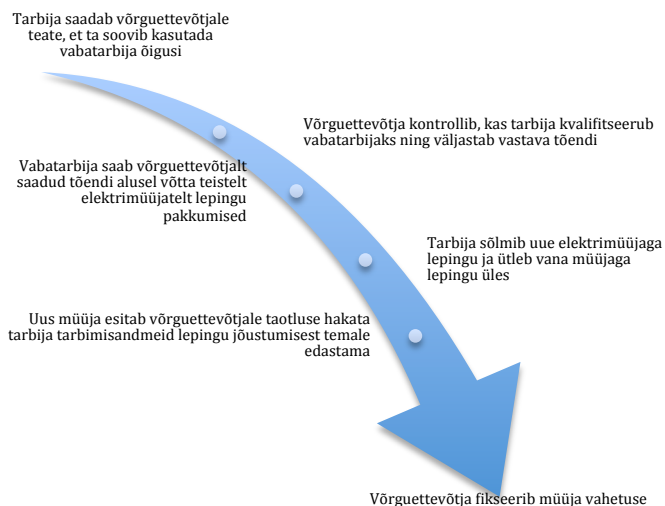 Tarbija saadab võrguettevõtjale
teate, et ta soovib kasutada
vabatarbija õigusi
Võrguettevõtja kontrollib, kas tarbija kvalifitseerub
vabatarbijaks ning väljastab vastava tõendi
Vabatarbija saab võrguettevõtjalt
saadud tõendi alusel võtta teistelt
elektrimüüjatelt lepingu
pakkumised
Tarbija sõlmib uue elektrimüüjaga
lepingu ja ütleb vana müüjaga
lepingu üles
Uus müüja esitab võrguettevõtjale taotluse hakata
tarbija tarbimisandmeid lepingu jõustumisest temale
edastama
Võrguettevõtja fikseerib müüja vahetuse